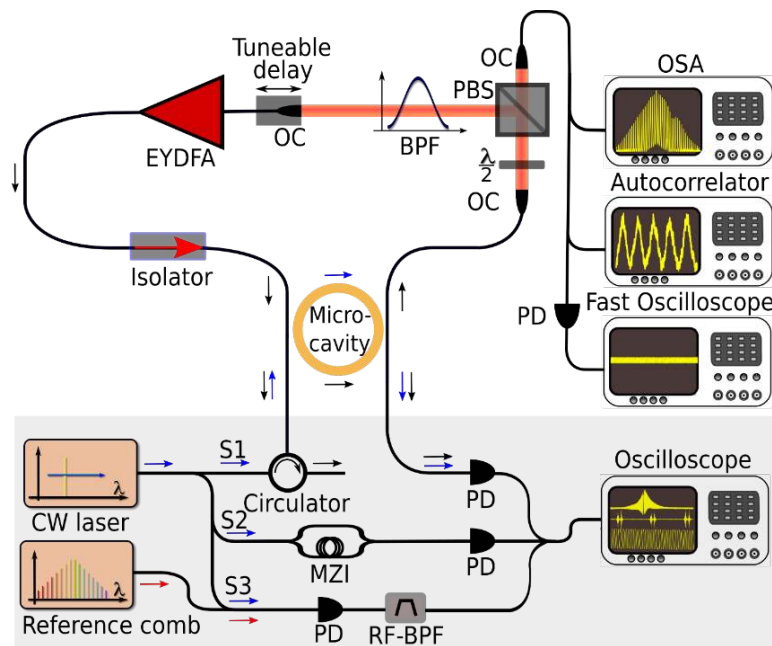 Tuneable
delay
OC
PBS
OSA
EYDFA
OC
BPF
λ
2
OC
Autocorrelator
Isolator
Micro-
cavity
PD
Fast Oscilloscope
λ
CW laser
S1
Circulator
PD
Oscilloscope
S2
MZI
PD
λ
Reference comb
S3
PD
RF-BPF